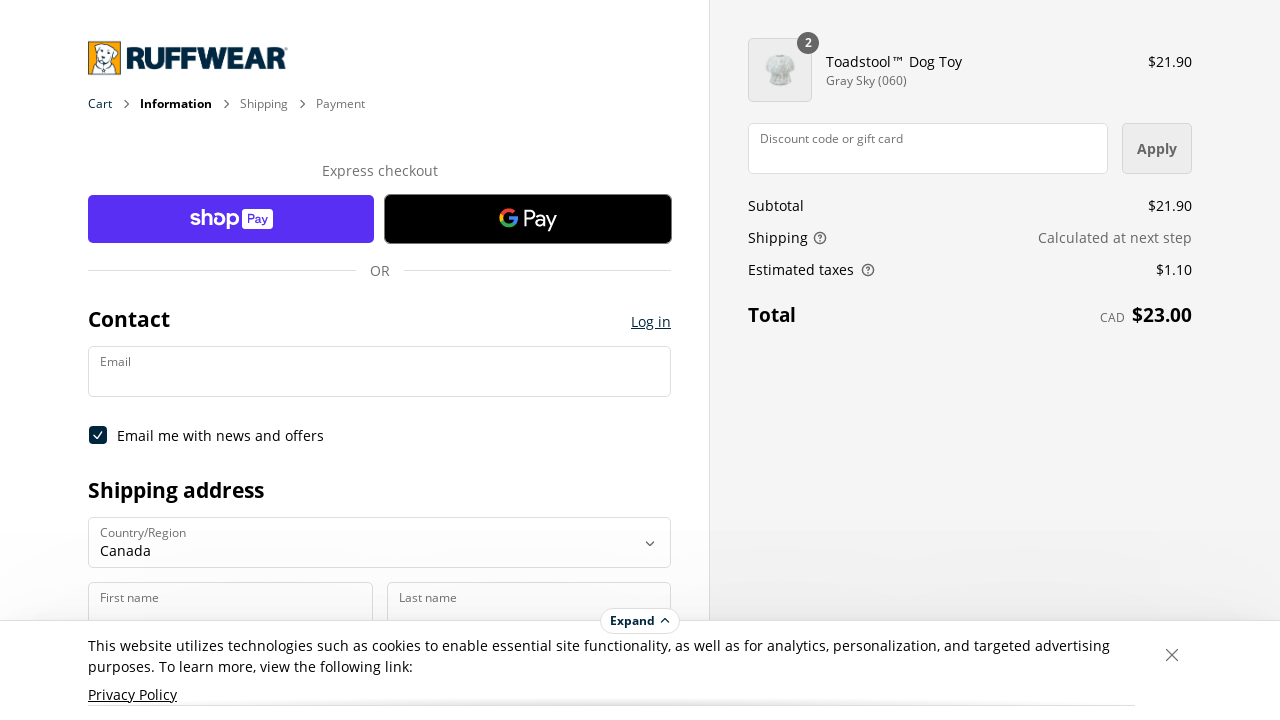 RUFFWEAR
Cart > Information > Shipping > Payment
Express checkout
shop Pay
G Pay
OR
Contact
Log in
Email
Email me with news and offers
Shipping address
Country/Region
Canada
First name
Last name
2
Toadstool™ Dog Toy
$21.90
Gray Sky (060)
Discount code or gift card
Apply
Subtotal
$21.90
Shipping
Calculated at next step
Estimated taxes
$1.10
Total
CAD $23.00
Expand
This website utilizes technologies such as cookies to enable essential site functionality, as well as for analytics, personalization, and targeted advertising
purposes. To learn more, view the following link:
Privacy Policy